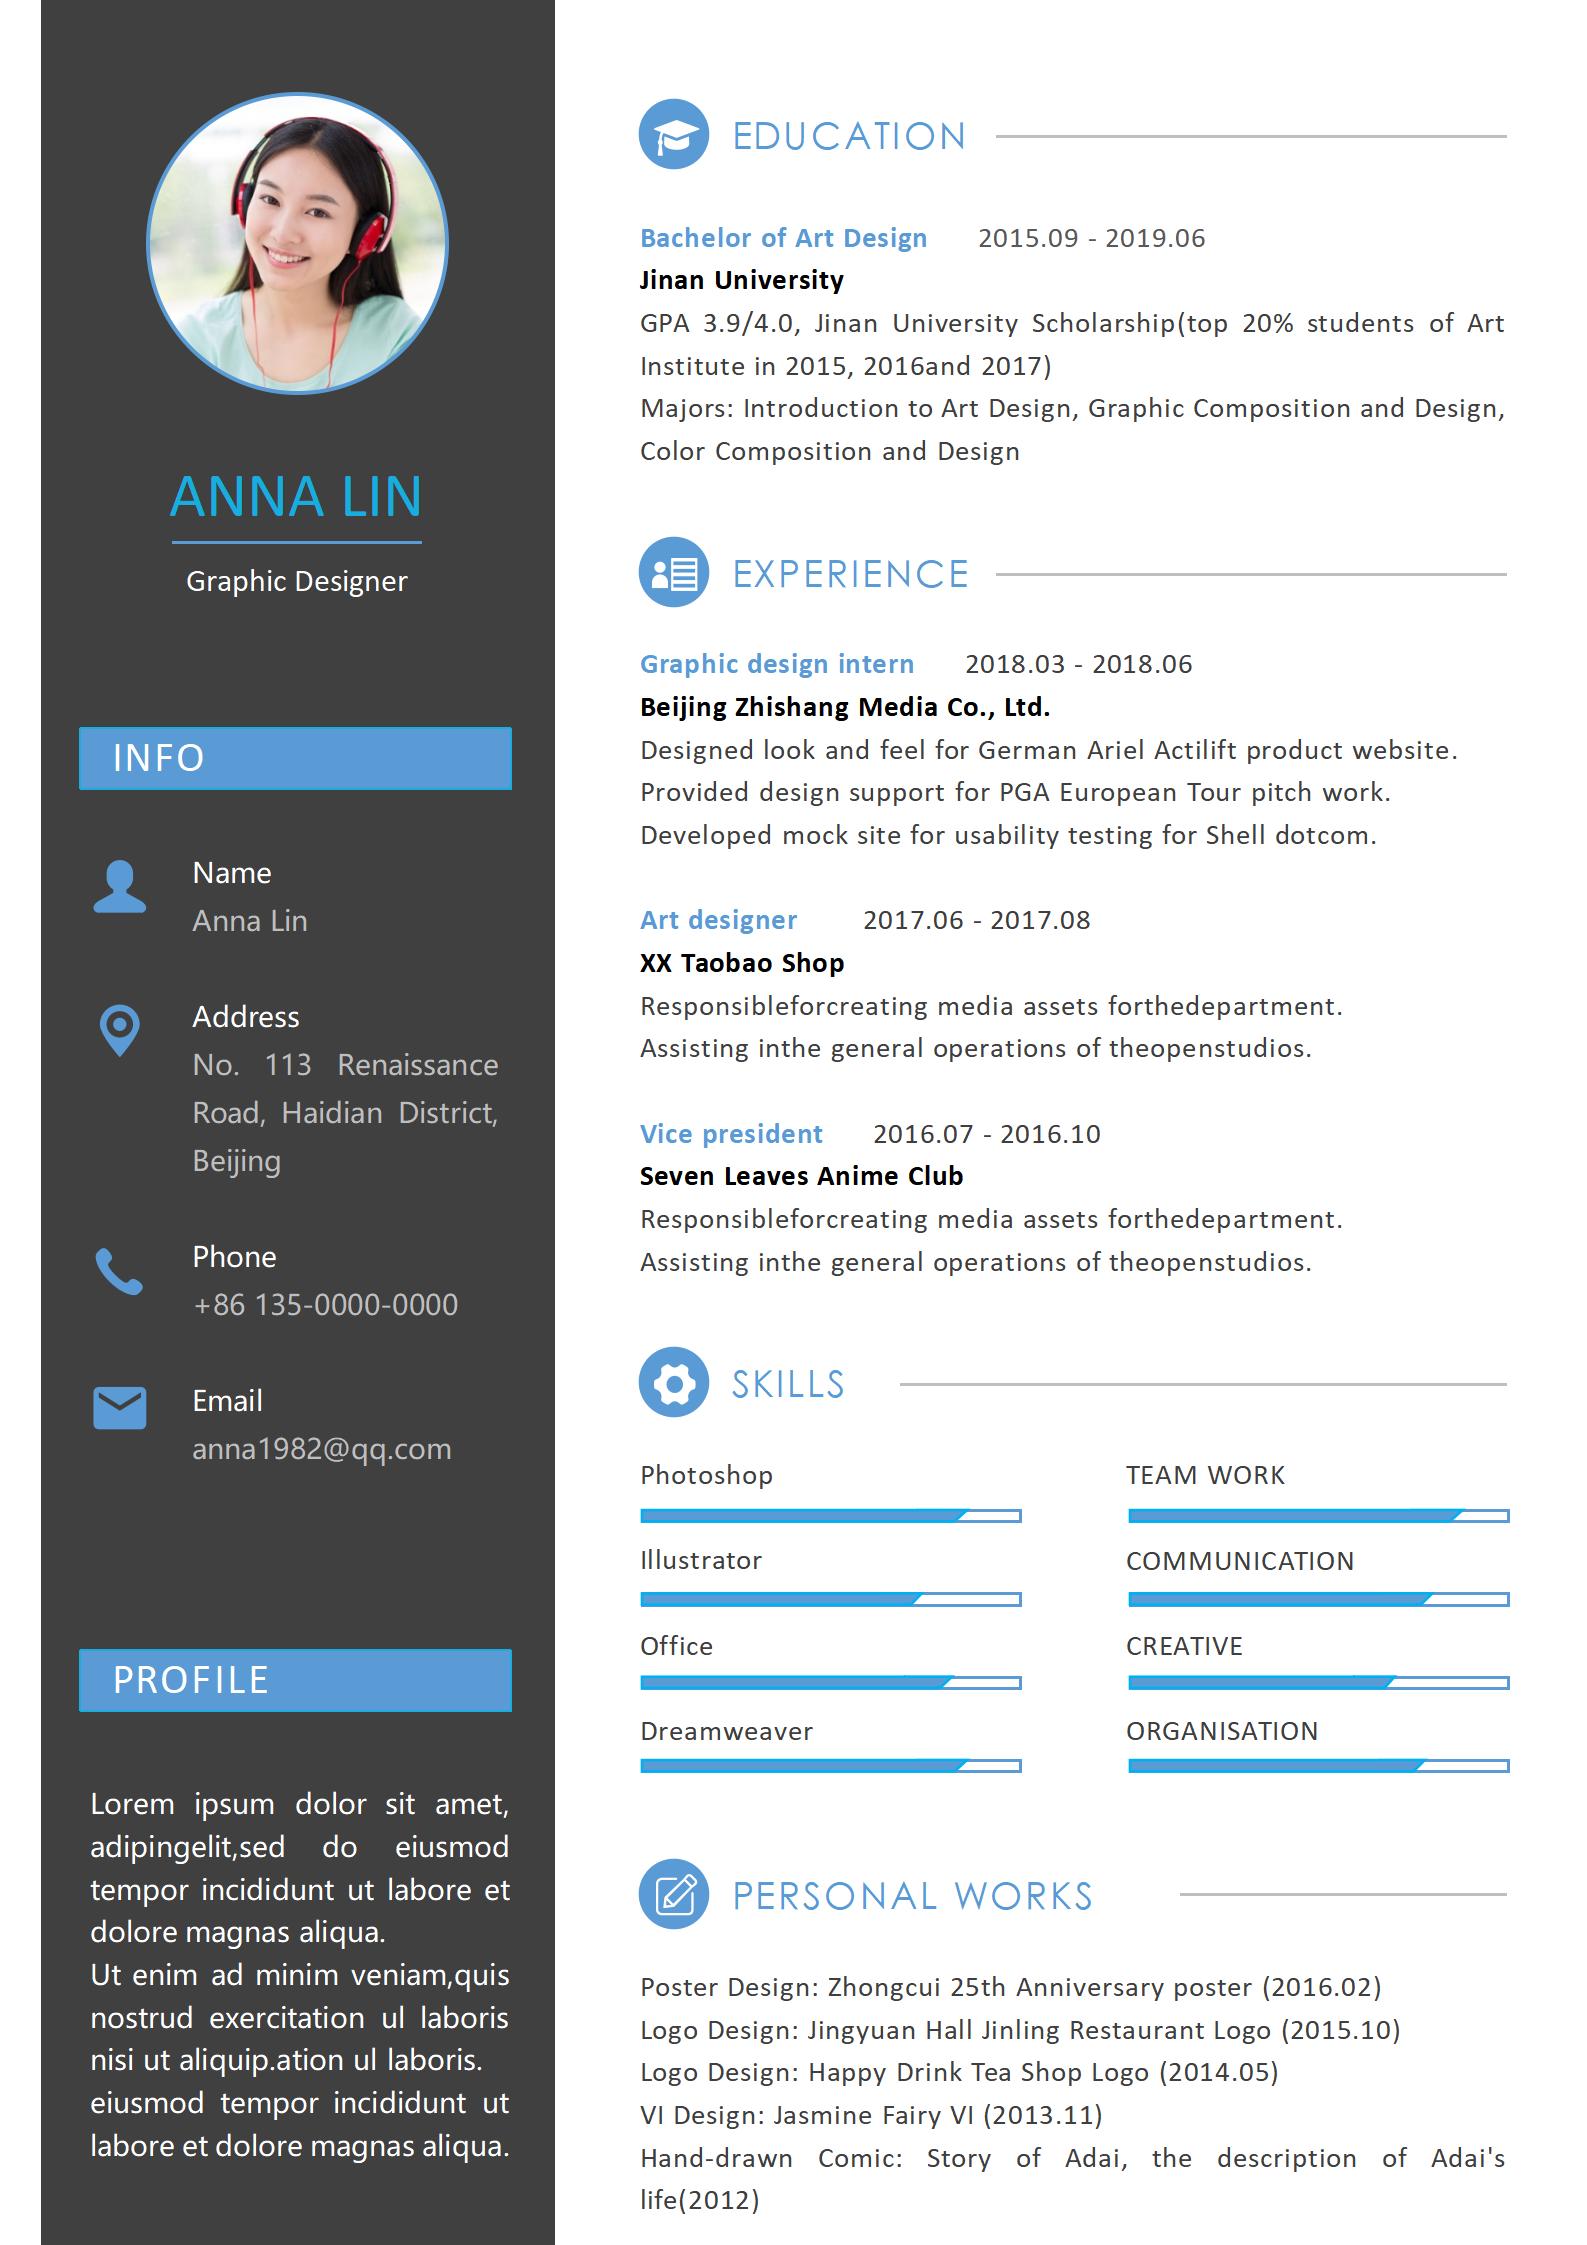 ANNA LIN
Graphic Designer
INFO
Name
Anna Lin
Address
No. 113 Renaissance
Road, Haidian District,
Beijing
Phone
+86 135-0000-0000
Email
anna1982@qq.com
PROFILE
Lorem ipsum dolor sit amet,
adipingelit,sed do eiusmod
tempor incididunt ut labore et
dolore magnas aliqua.
Ut enim ad minim veniam,quis
nostrud exercitation ul laboris
nisi ut aliquip.ation ul laboris.
eiusmod tempor incididunt ut
labore et dolore magnas aliqua.
EDUCATION
Bachelor of Art Design 2015.09 - 2019.06
Jinan University
GPA 3.9/4.0, Jinan University Scholarship(top 20% students of Art
Institute in 2015, 2016and 2017)
Majors: Introduction to Art Design, Graphic Composition and Design,
Color Composition and Design
EXPERIENCE
Graphic design intern 2018.03 - 2018.06
Beijing Zhishang Media Co., Ltd.
Designed look and feel for German Ariel Actilift product website.
Provided design support for PGA European Tour pitch work.
Developed mock site for usability testing for Shell dotcom.
Art designer 2017.06 - 2017.08
XX Taobao Shop
Responsibleforcreating media assets forthedepartment.
Assisting inthe general operations of theopenstudios.
Vice president 2016.07 - 2016.10
Seven Leaves Anime Club
Responsibleforcreating media assets forthedepartment.
Assisting inthe general operations of theopenstudios.
SKILLS
Photoshop
TEAM WORK
Illustrator
COMMUNICATION
Office
CREATIVE
Dreamweaver
ORGANISATION
PERSONAL WORKS
Poster Design: Zhongcui 25th Anniversary poster (2016.02)
Logo Design: Jingyuan Hall Jinling Restaurant Logo (2015.10)
Logo Design: Happy Drink Tea Shop Logo (2014.05)
VI Design: Jasmine Fairy VI (2013.11)
Hand-drawn Comic: Story of Adai, the description of Adai's
life(2012)